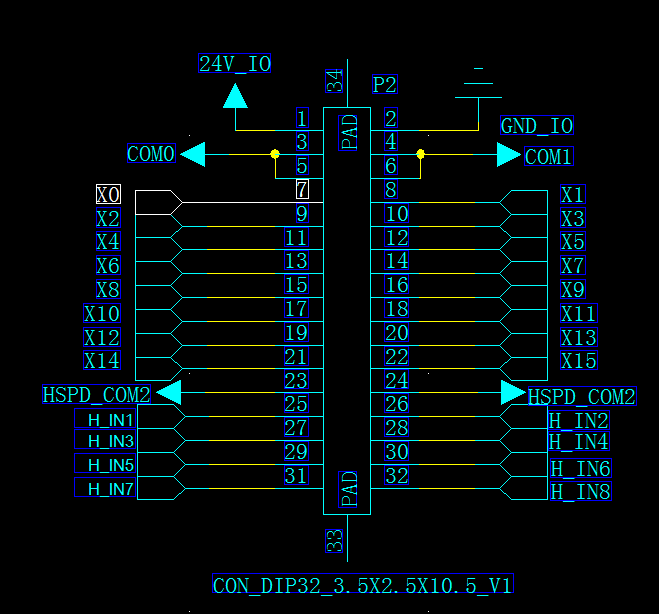 24V_IO 34 P2
1 PAD 2 GND_IO
COM0 3 4 COM1
5 6
X0 7 8 X1
X2 9 10 X3
X4 11 12 X5
X6 13 14 X7
X8 15 16 X9
X10 17 18 X11
X12 19 20 X13
X14 21 22 X15
HSPD_COM2 23 24 HSPD_COM2
H_IN1 25 26 H_IN2
H_IN3 27 28 H_IN4
H_IN5 29 30 H_IN6
H_IN7 31 PAD 32 H_IN8
33
CON_DIP32_3.5X2.5X10.5_V1